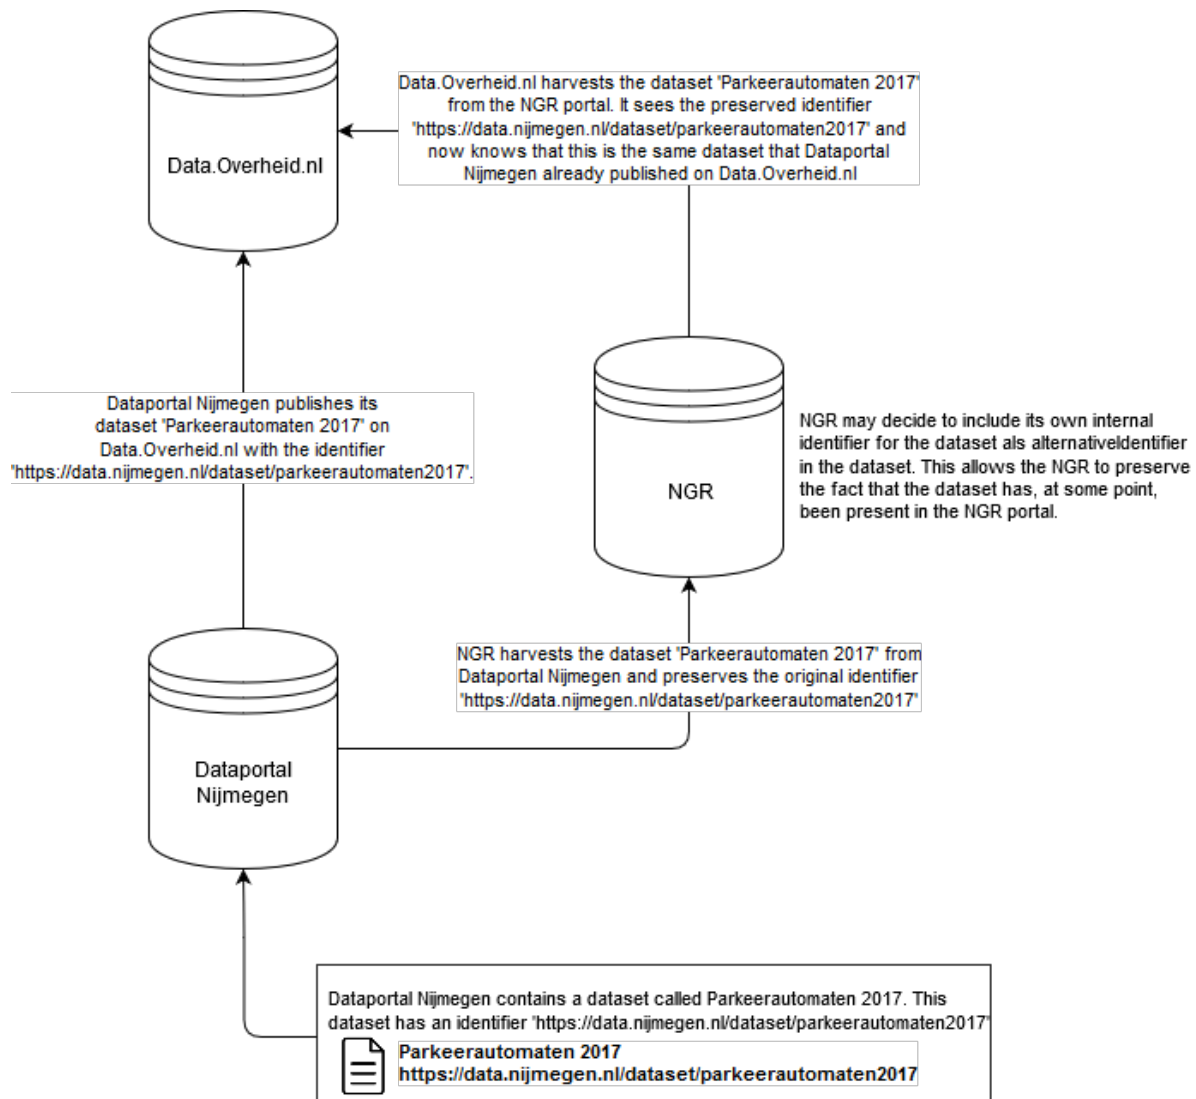 Data.Overheid.nl harvests the dataset "Parkeerautomaten 2017"
from the NGR portal. It sees the preserved identifier
"https://data.nijmegen.nl/dataset/parkeerautomaten2017" and
now knows that this is the same dataset that Dataportal
Nijmegen already published on Data.Overheid.nl
Data.Overheid.nl
Dataportal Nijmegen publishes its
dataset "Parkeerautomaten 2017" on
Data.Overheid.nl with the identifier
"https://data.nijmegen.nl/dataset/parkeerautomaten2017".
NGR
NGR may decide to include its own internal
identifier for the dataset als alternativeIdentifier
in the dataset. This allows the NGR to preserve
the fact that the dataset has, at some point,
been present in the NGR portal.
NGR harvests the dataset "Parkeerautomaten 2017" from
Dataportal Nijmegen and preserves the original identifier
"https://data.nijmegen.nl/dataset/parkeerautomaten2017"
Dataportal
Nijmegen
Dataportal Nijmegen contains a dataset called Parkeerautomaten 2017. This
dataset has an identifier "https://data.nijmegen.nl/dataset/parkeerautomaten2017"
Parkeerautomaten 2017
https://data.nijmegen.nl/dataset/parkeerautomaten2017